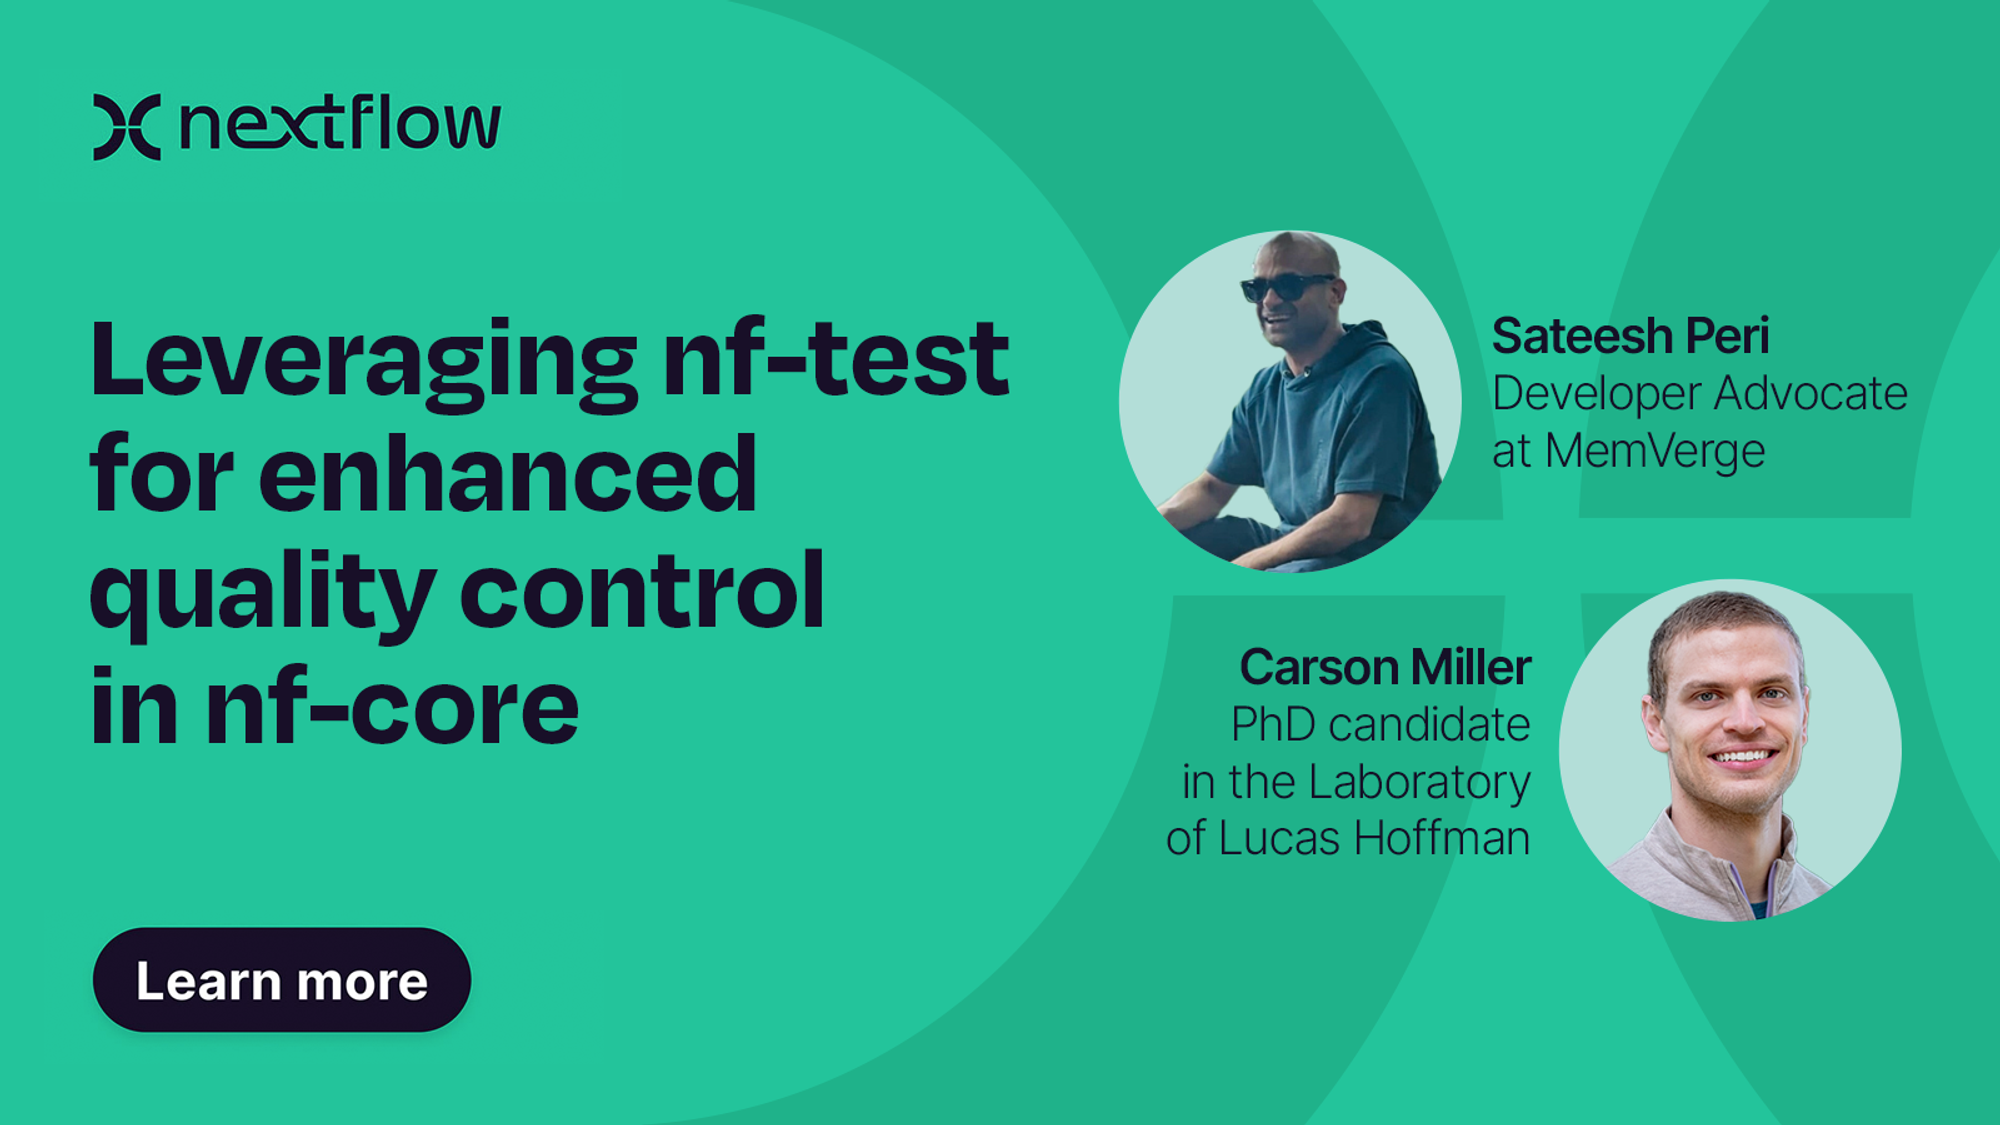 nextflow
Leveraging nf-test
for enhanced
quality control
in nf-core
Learn more
Sateesh Peri
Developer Advocate
at MemVerge
Carson Miller
PhD candidate
in the Laboratory
of Lucas Hoffman